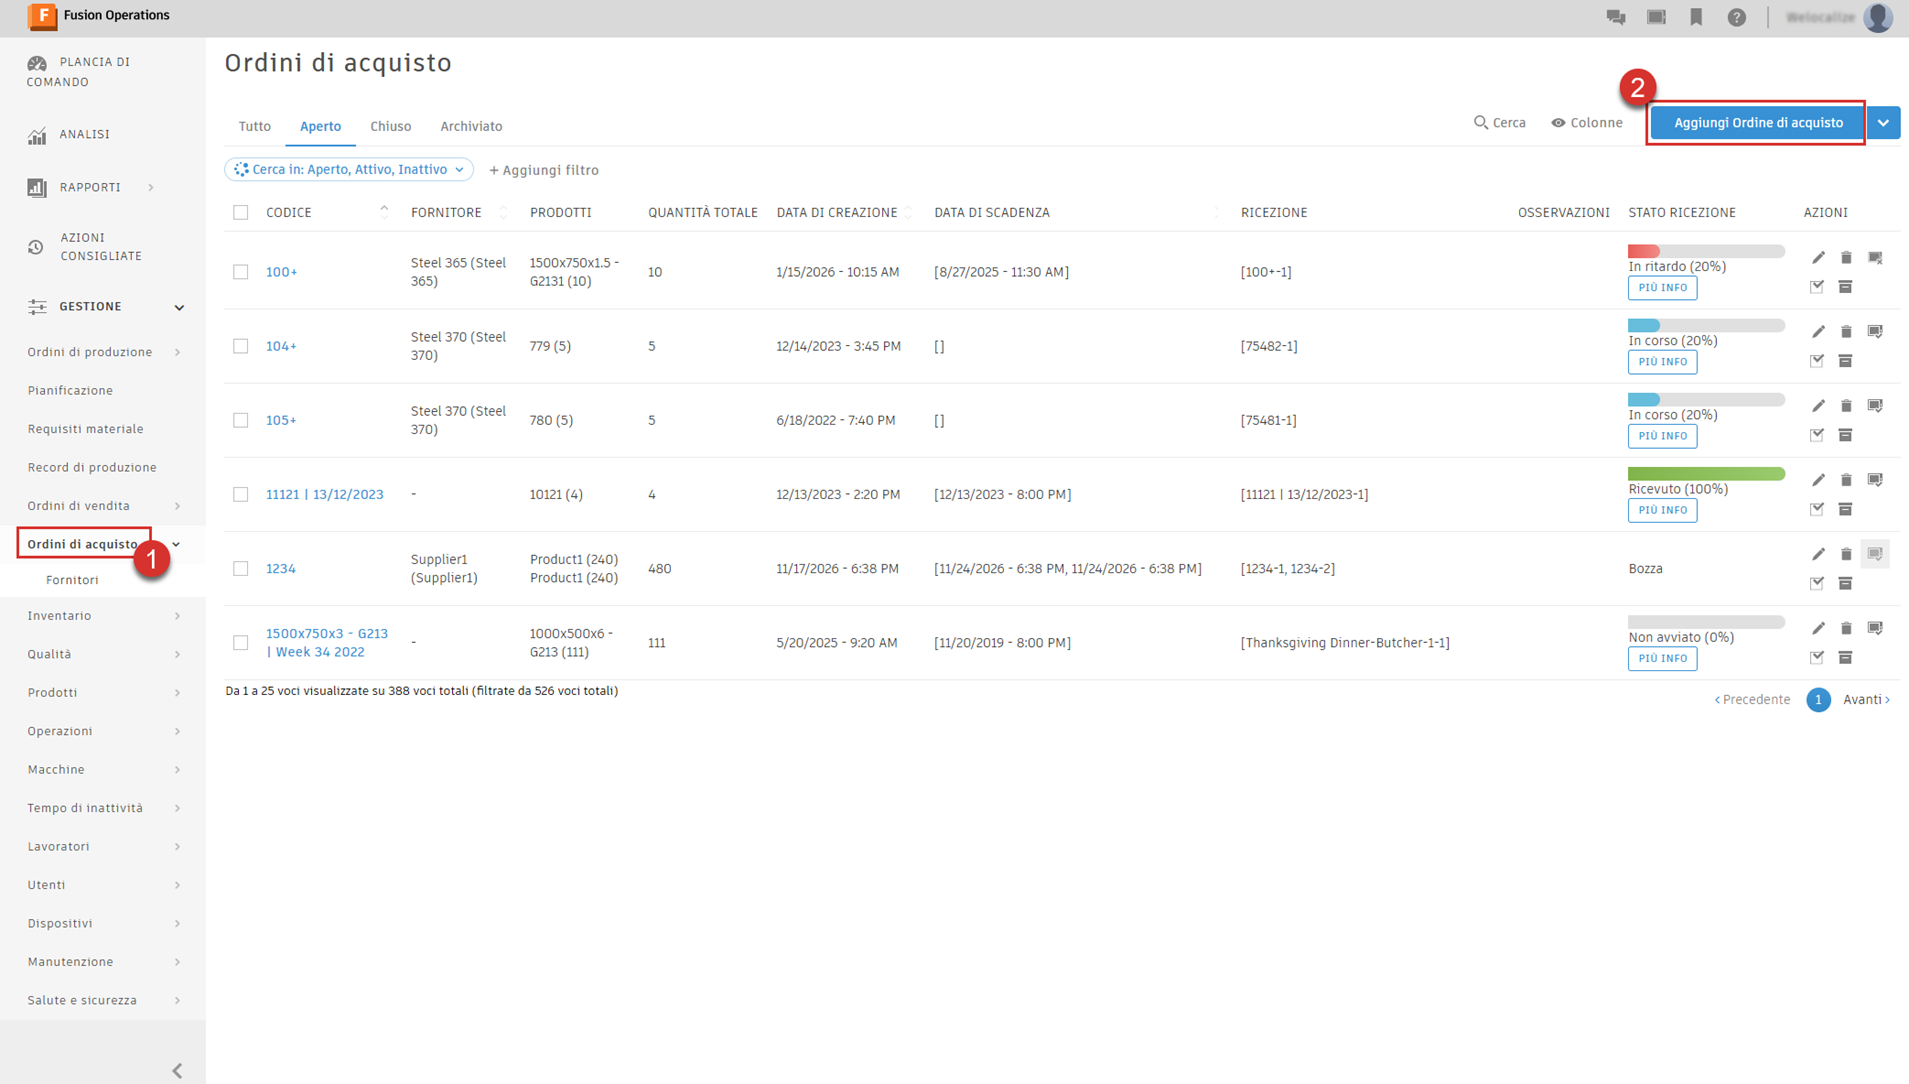 F Fusion Operations
PLANCIA DI
COMANDO
ANALISI
RAPPORTI
AZIONI
CONSIGLIATE
GESTIONE
Ordini di produzione
Pianificazione
Requisiti materiale
Record di produzione
Ordini di vendita
Ordini di acquisto
1
Fornitori
Inventario
Qualità
Prodotti
Operazioni
Macchine
Tempo di inattività
Lavoratori
Utenti
Dispositivi
Manutenzione
Salute e sicurezza
Ordini di acquisto
Tutto Aperto Chiuso Archiviato
Cerca Colonne
2
Aggiungi Ordine di acquisto
Cerca in: Aperto, Attivo, Inattivo + Aggiungi filtro
CODICE FORNITORE PRODOTTI QUANTITÀ TOTALE DATA DI CREAZIONE DATA DI SCADENZA RICEZIONE OSSERVAZIONI STATO RICEZIONE AZIONI
100+ Steel 365 (Steel 365) 1500x750x1.5 - G2131 (10) 10 1/15/2026 - 10:15 AM [8/27/2025 - 11:30 AM] [100+-1] In ritardo (20%)
PIÙ INFO
104+ Steel 370 (Steel 370) 779 (5) 5 12/14/2023 - 3:45 PM [] [75482-1] In corso (20%)
PIÙ INFO
105+ Steel 370 (Steel 370) 780 (5) 5 6/18/2022 - 7:40 PM [] [75481-1] In corso (20%)
PIÙ INFO
11121 | 13/12/2023 - 10121 (4) 4 12/13/2023 - 2:20 PM [12/13/2023 - 8:00 PM] [11121 | 13/12/2023-1] Ricevuto (100%)
PIÙ INFO
1234 Supplier1 (Supplier1) Product1 (240) Product1 (240) 480 11/17/2026 - 6:38 PM [11/24/2026 - 6:38 PM, 11/24/2026 - 6:38 PM] [1234-1, 1234-2] Bozza
1500x750x3 - G213 | Week 34 2022 - 1000x500x6 - G213 (111) 111 5/20/2025 - 9:20 AM [11/20/2019 - 8:00 PM] [Thanksgiving Dinner-Butcher-1-1] Non avviato (0%)
PIÙ INFO
Da 1 a 25 voci visualizzate su 388 voci totali (filtrate da 526 voci totali)
Precedente 1 Avanti